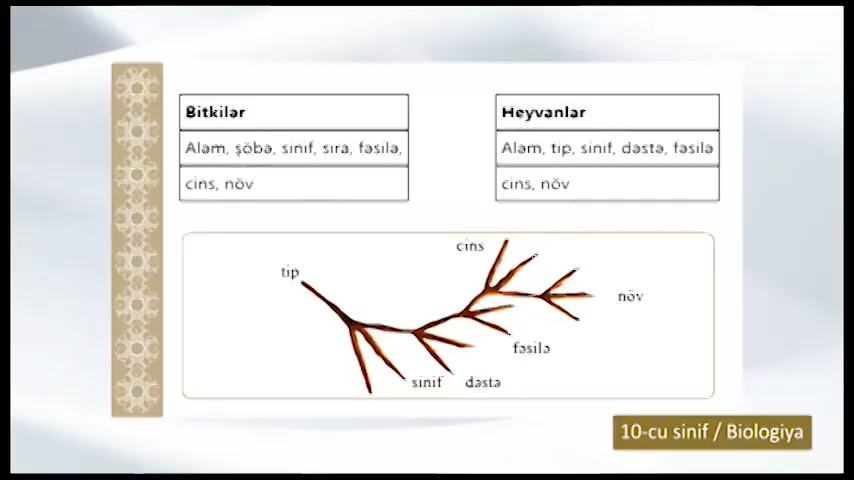 Bitkilər
Aləm, şöbə, sinif, sıra, fəsilə,
cins, növ
Heyvanlar
Aləm, tip, sinif, dəstə, fəsilə
cins, növ
cins
tip
növ
fəsilə
sinif
dəstə
10-cu sinif / Biologiya